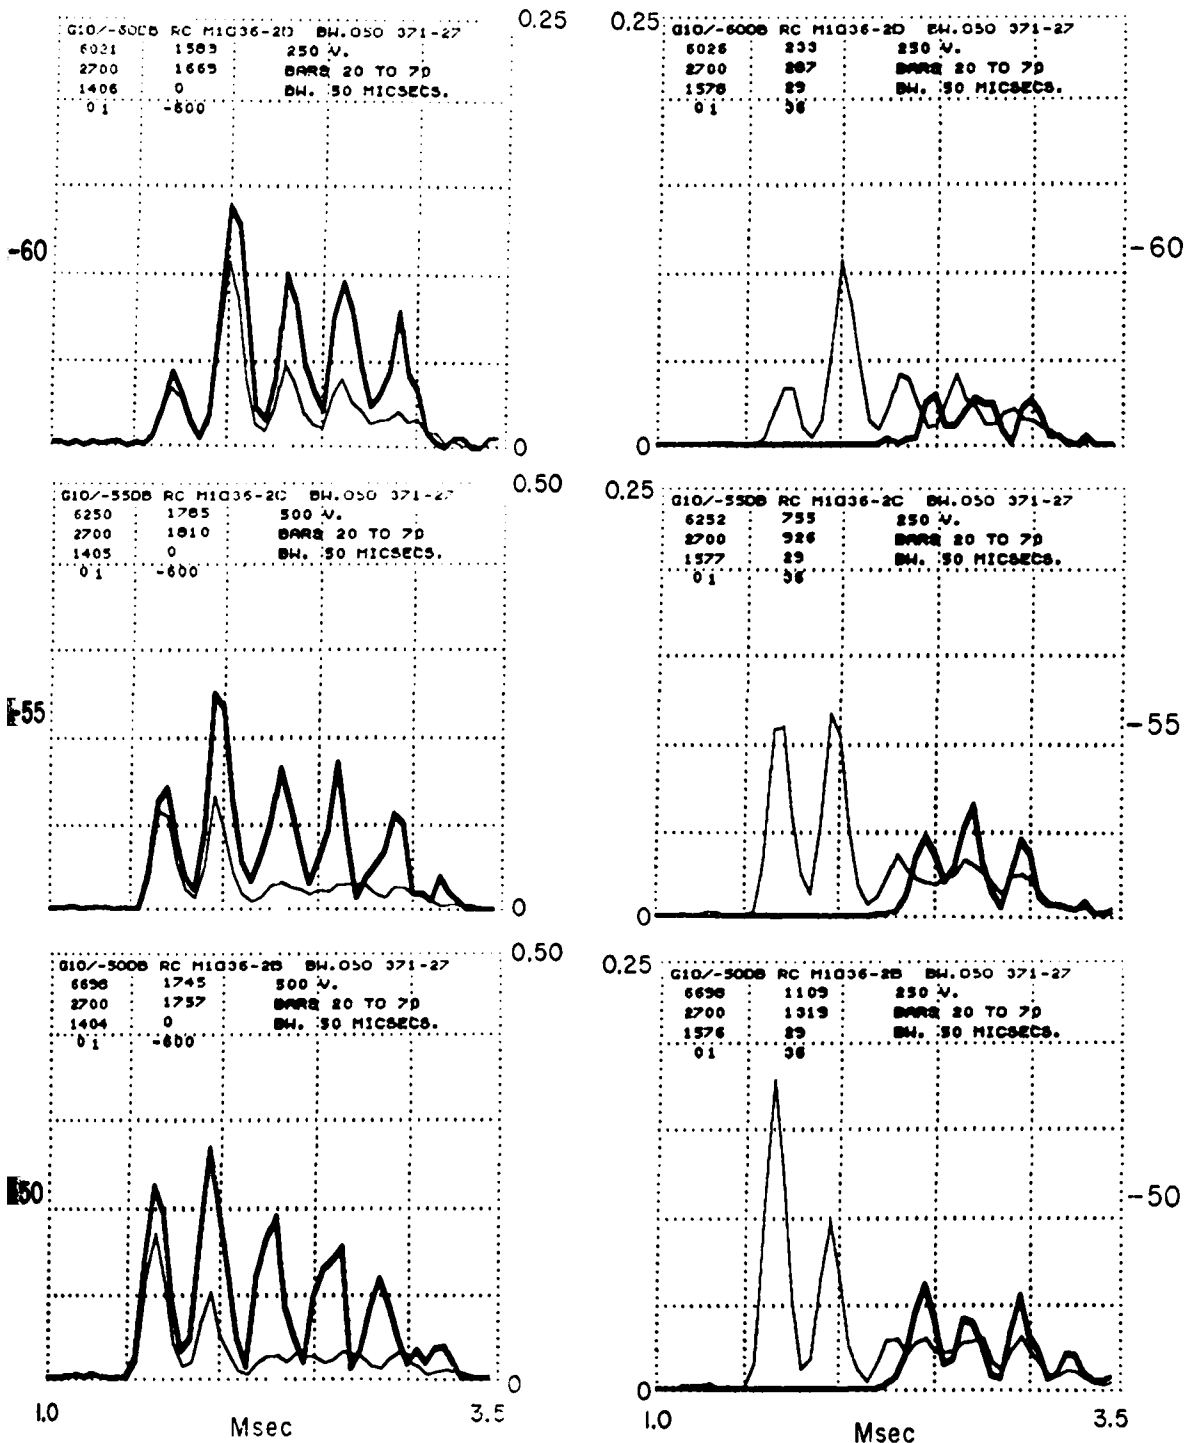 0.25
G10/-60DB RC M1036-2D BW.050 371-27
6021 1583 250 V.
2700 1665 BARS 20 TO 70
1406 0 BW. 50 MICSECS.
01 -600
-60
0
0.25
G10/-60DB RC M1036-2D BW.050 371-27
6026 233 250 V.
2700 287 BARS 20 TO 70
1578 29 BW. 50 MICSECS.
01 36
-60
0
0.50
G10/-55DB RC M1036-2C BW.050 371-27
6250 1785 500 V.
2700 1810 BARS 20 TO 70
1405 0 BW. 50 MICSECS.
01 -600
-55
0
0.25
G10/-55DB RC M1036-2C BW.050 371-27
6252 755 250 V.
2700 926 BARS 20 TO 70
1577 29 BW. 50 MICSECS.
01 36
-55
0
0.50
G10/-50DB RC M1036-2B BW.050 371-27
6698 1745 500 V.
2700 1757 BARS 20 TO 70
1404 0 BW. 50 MICSECS.
01 -600
50
0
1.0 3.5
Msec
0.25
G10/-50DB RC M1036-2B BW.050 371-27
6698 1109 250 V.
2700 1319 BARS 20 TO 70
1576 29 BW. 50 MICSECS.
01 36
-50
0
1.0 3.5
Msec